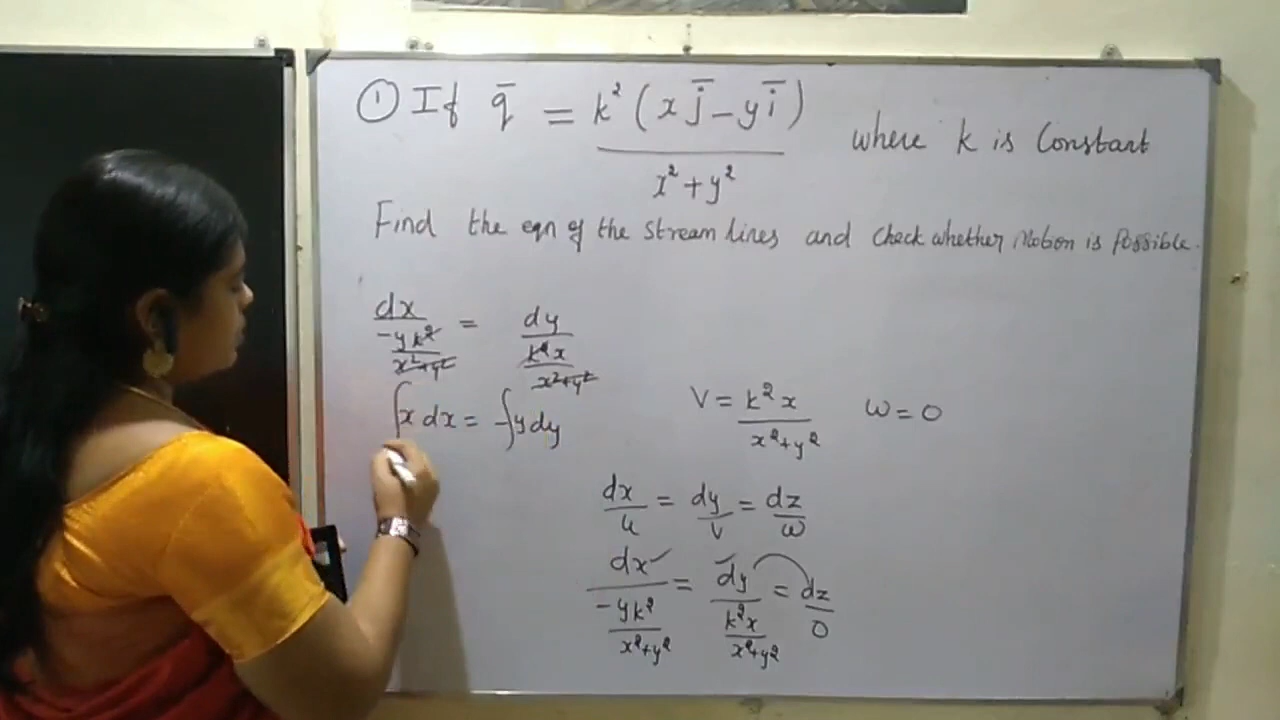 ① If q̄ = k² (x j̄ – y ī) / x² + y² where k is Constant
Find the eqn of the stream lines and check whether Motion is Possible.
dx / (-yk² / x²+y²) = dy / (k²x / x²+y²)
∫x dx = -∫y dy
V = k²x / x²+y² ω = 0
dx/u = dy/v = dz/ω
dx / (-yk² / x²+y²) = dy / (k²x / x²+y²) = dz/0